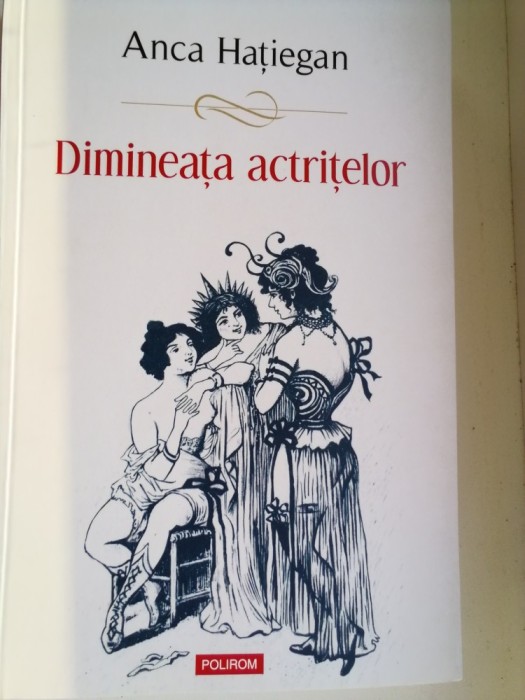 Anca Hațiegan
Dimineața actrițelor
POLIROM